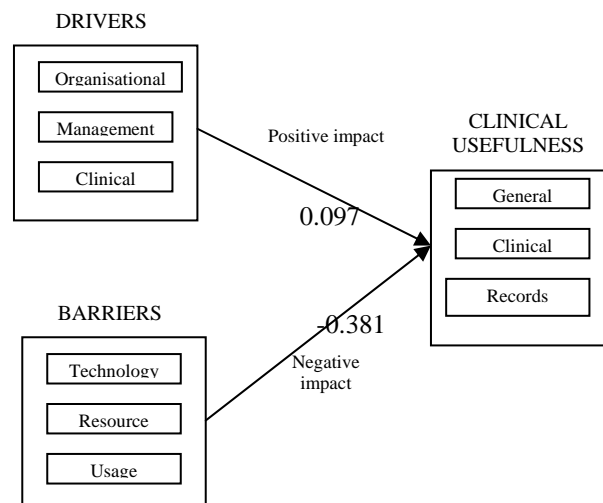 DRIVERS
Organisational
Management
Clinical
Positive impact
0.097
CLINICAL
USEFULNESS
General
Clinical
Records
BARRIERS
Technology
Resource
Usage
-0.381
Negative
impact